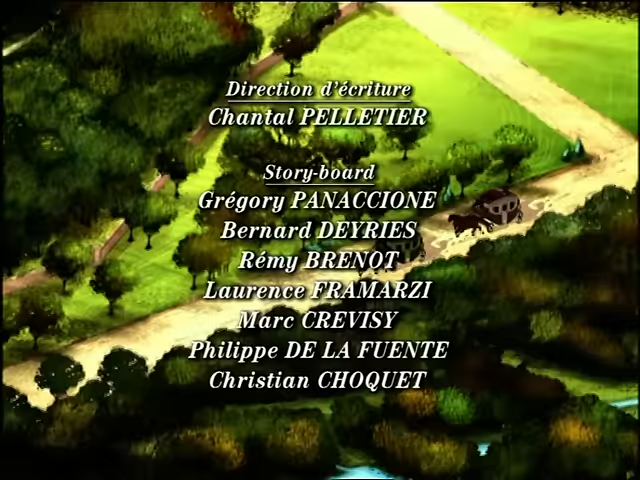 Direction d'écriture
Chantal PELLETIER
Story-board
Grégory PANACCIONE
Bernard DEYRIES
Rémy BRENOT
Laurence FRAMARZI
Marc CREVISY
Philippe DE LA FUENTE
Christian CHOQUET